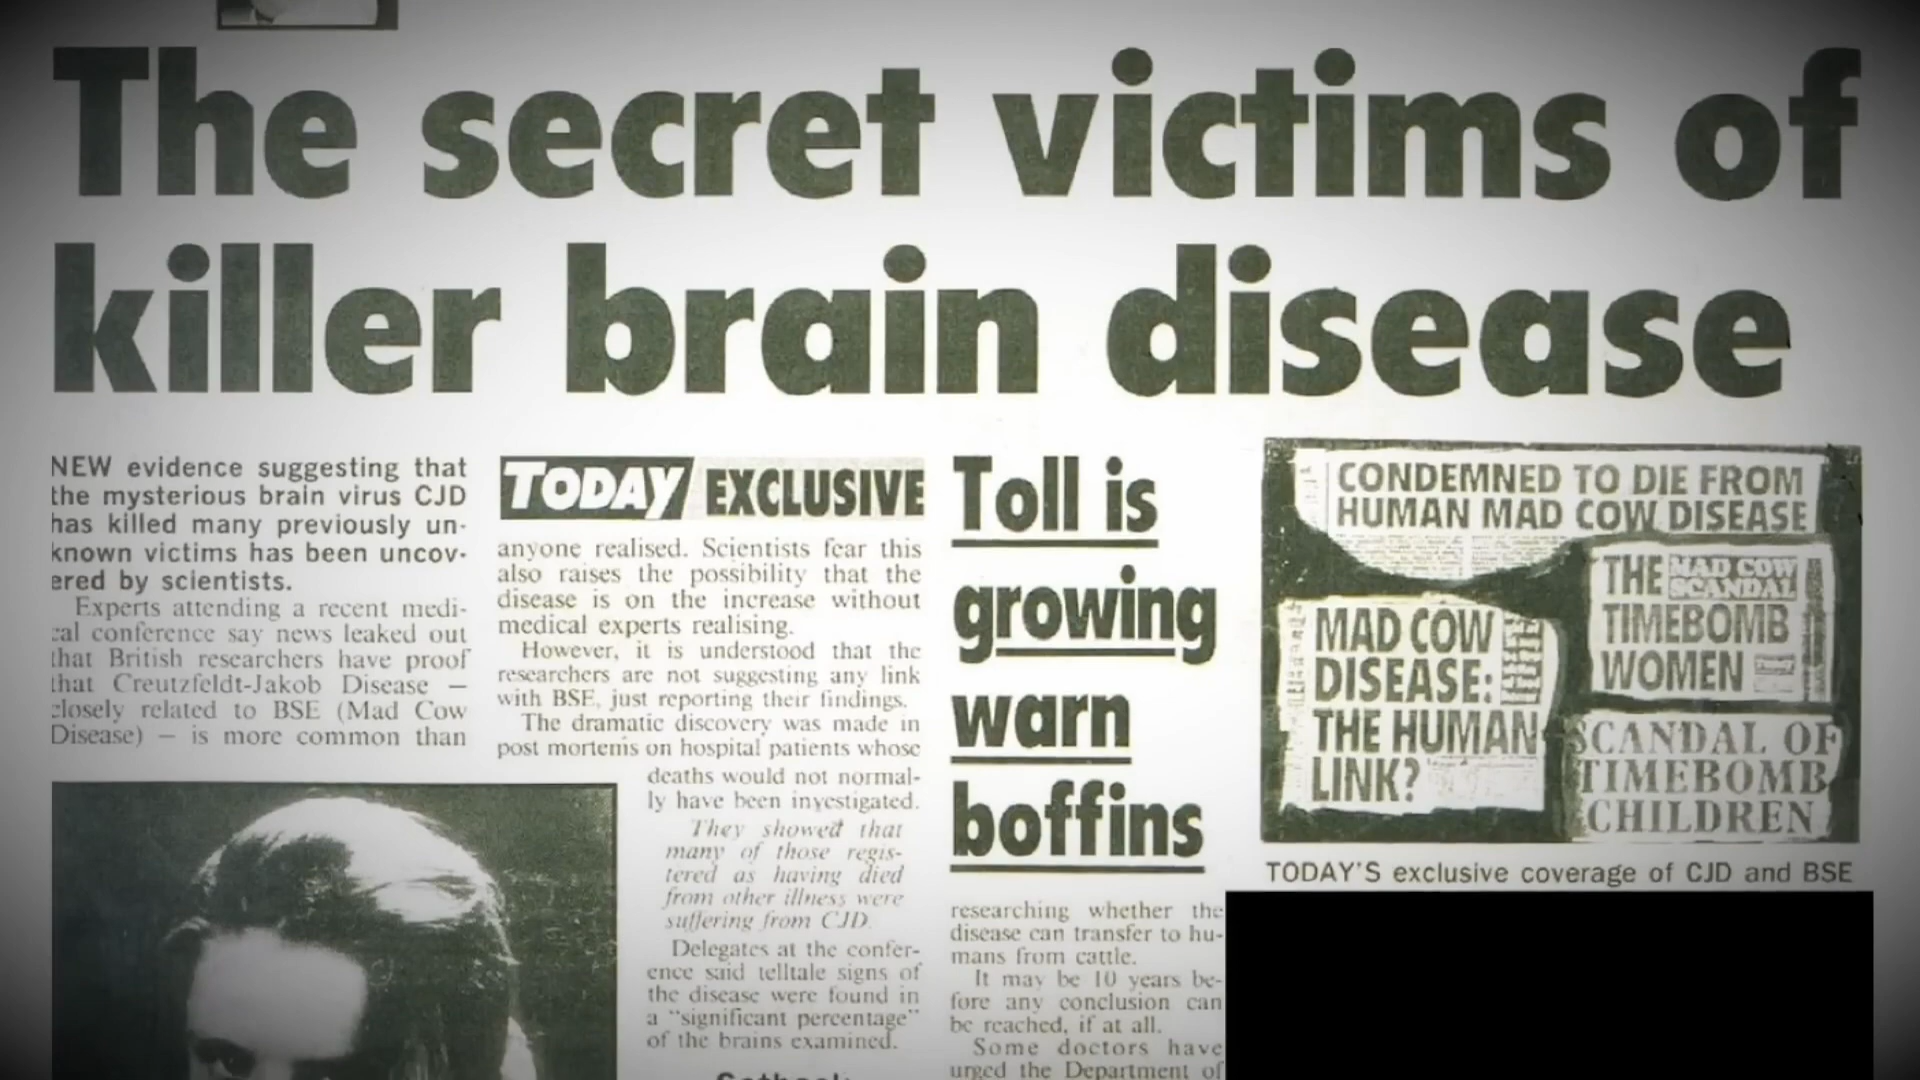 The secret victims of
killer brain disease
NEW evidence suggesting that
the mysterious brain virus CJD
has killed many previously un-
known victims has been uncov-
ered by scientists.
Experts attending a recent medi-
cal conference say news leaked out
that British researchers have proof
that Creutzfeldt-Jakob Disease —
closely related to BSE (Mad Cow
Disease) — is more common than
TODAY EXCLUSIVE
anyone realised. Scientists fear this
also raises the possibility that the
disease is on the increase without
medical experts realising.
However, it is understood that the
researchers are not suggesting any link
with BSE, just reporting their findings.
The dramatic discovery was made in
post mortems on hospital patients whose
deaths would not normal-
ly have been investigated.
They showed that
many of those regis-
tered as having died
from other illness were
suffering from CJD.
Delegates at the confer-
ence said telltale signs of
the disease were found in
a "significant percentage"
of the brains examined.
Toll is
growing
warn
boffins
researching whether the
disease can transfer to hu-
mans from cattle.
It may be 10 years be-
fore any conclusion can
be reached, if at all.
Some doctors have
urged the Department of
CONDEMNED TO DIE FROM
HUMAN MAD COW DISEASE
MAD COW
DISEASE:
THE HUMAN
LINK?
THE MAD COW SCANDAL
TIMEBOMB
WOMEN
SCANDAL OF
TIMEBOMB
CHILDREN
TODAY'S exclusive coverage of CJD and BSE